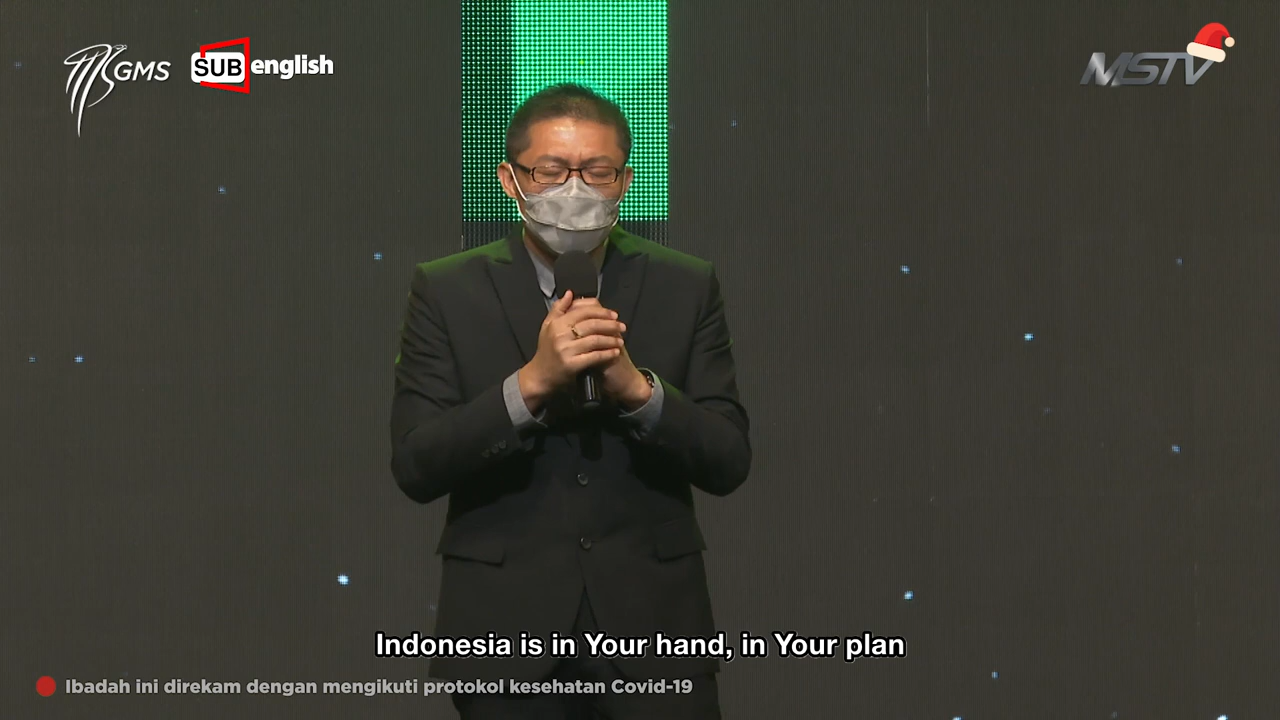 GMS
SUB english
MSTV
Indonesia is in Your hand, in Your plan
Ibadah ini direkam dengan mengikuti protokol kesehatan Covid-19